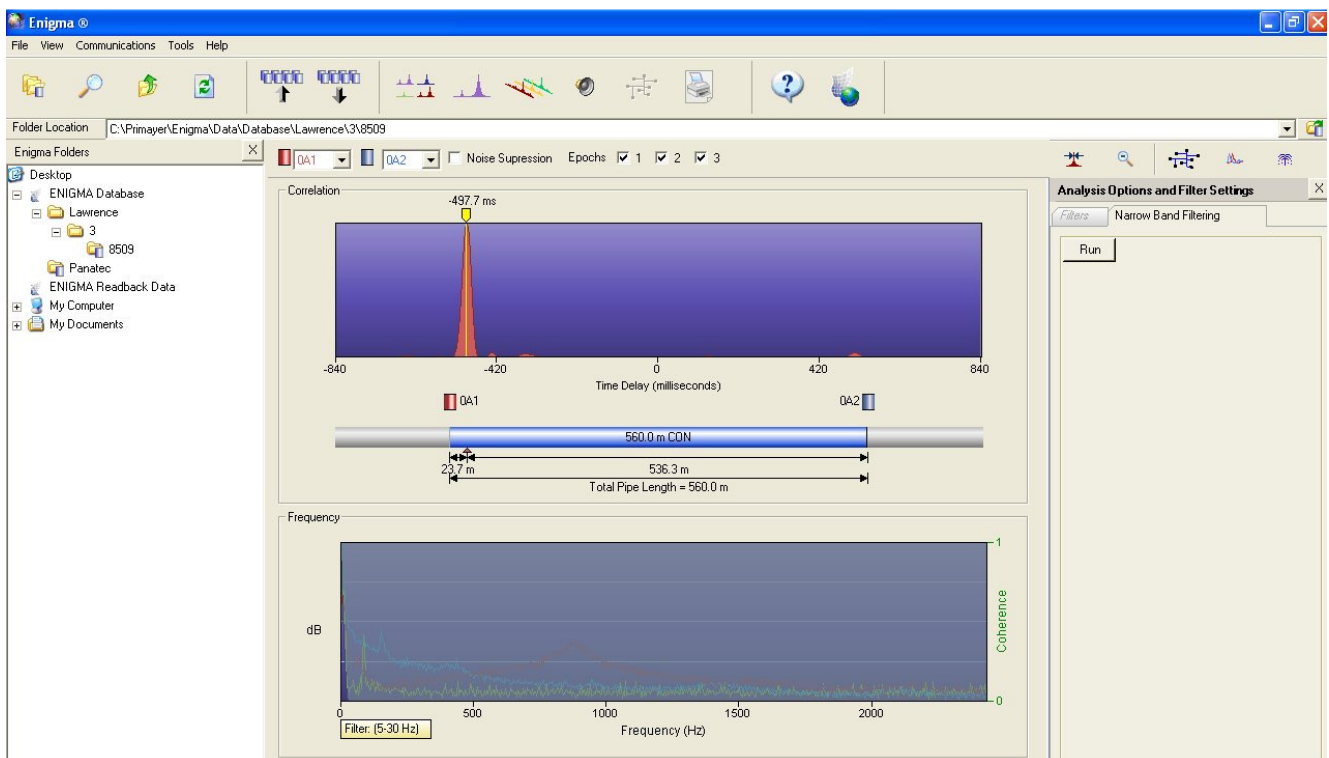 Enigma ®
File View Communications Tools Help
Folder Location C:\Primayer\Enigma\Data\Database\Lawrence\3\8509
Enigma Folders
Desktop
ENIGMA Database
Lawrence
3
8509
Panatec
ENIGMA Readback Data
My Computer
My Documents
0A1 0A2 Noise Supression Epochs 1 2 3
Correlation
-497.7 ms
-840 -420 0 420 840
Time Delay (milliseconds)
0A1 0A2
560.0 m CON
23.7 m 536.3 m
Total Pipe Length = 560.0 m
Frequency
1
dB
Coherence
0
0 500 1000 1500 2000
Filter: (5-30 Hz)
Frequency (Hz)
Analysis Options and Filter Settings
Filters Narrow Band Filtering
Run